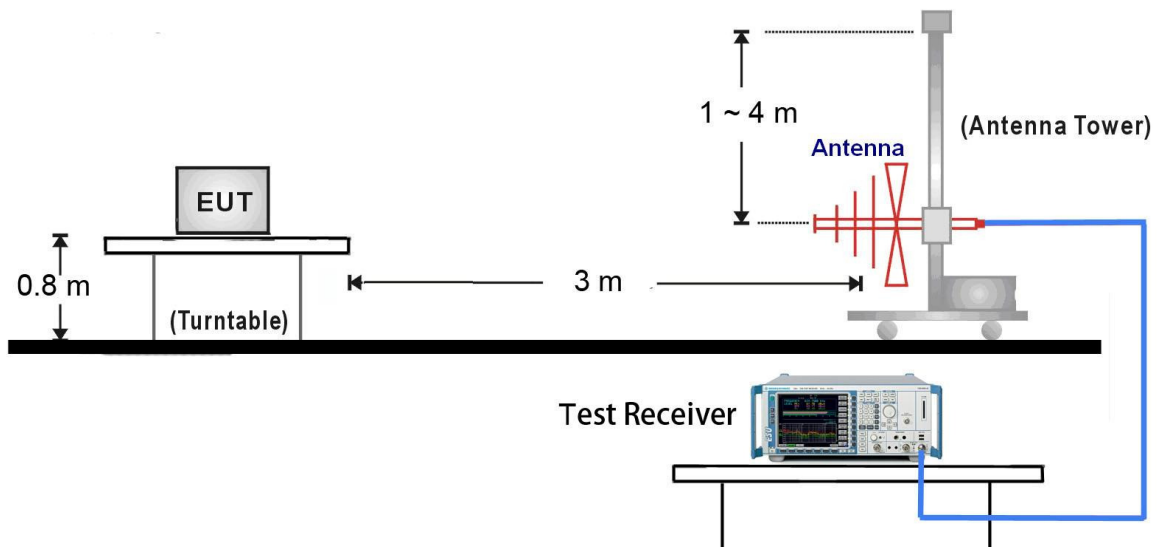 1 ~ 4 m
(Antenna Tower)
Antenna
EUT
0.8 m
3 m
(Turntable)
Test Receiver